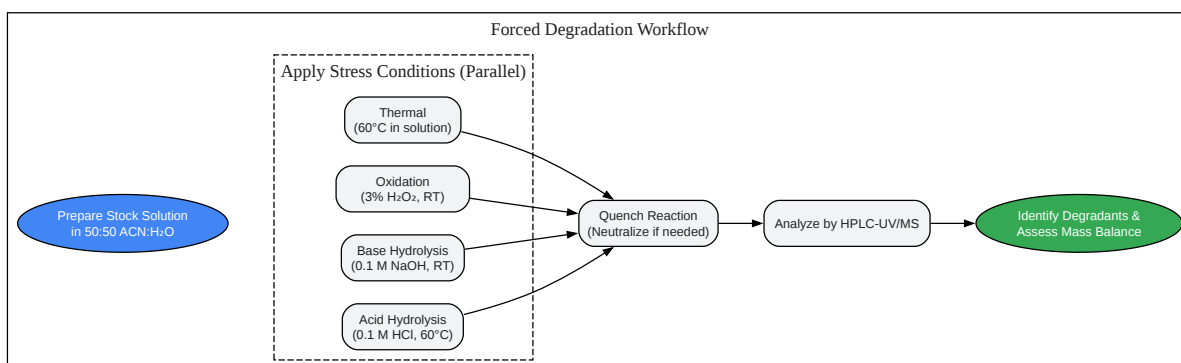 Forced Degradation Workflow
Apply Stress Conditions (Parallel)
Thermal
(60°C in solution)
Oxidation
(3% H₂O₂, RT)
Prepare Stock Solution
in 50:50 ACN:H₂O
Quench Reaction
(Neutralize if needed)
Analyze by HPLC-UV/MS
Identify Degradants &
Assess Mass Balance
Base Hydrolysis
(0.1 M NaOH, RT)
Acid Hydrolysis
(0.1 M HCl, 60°C)